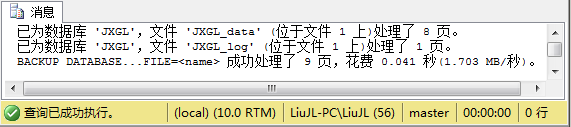 消息
已为数据库 'JXGL'，文件 'JXGL_data' (位于文件 1 上)处理了 8 页。
已为数据库 'JXGL'，文件 'JXGL_log' (位于文件 1 上)处理了 1 页。
BACKUP DATABASE...FILE=<name> 成功处理了 9 页，花费 0.041 秒(1.703 MB/秒)。
查询已成功执行。 (local) (10.0 RTM) LiuJL-PC\LiuJL (56) master 00:00:00 0 行